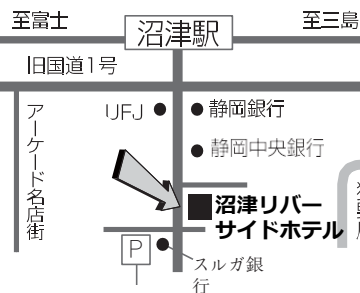 至富士
沼津駅
至三島
旧国道1号
UFJ
静岡銀行
アーケード名店街
静岡中央銀行
沼津リバー
サイドホテル
P
スルガ銀
行